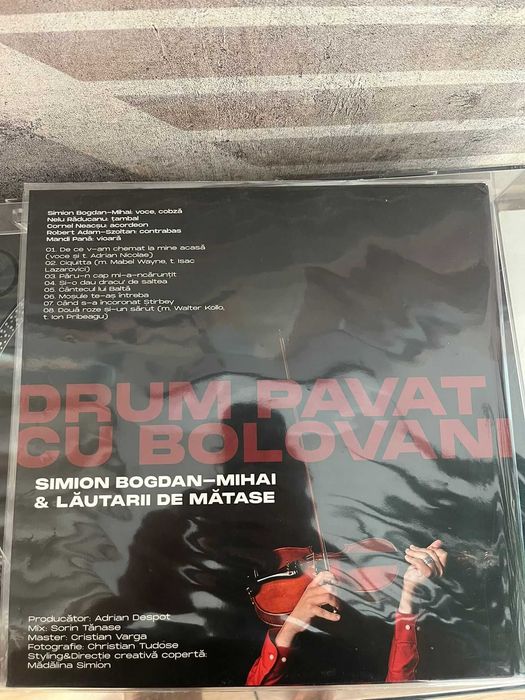 Simion Bogdan-Mihai: voce, cobză
Nelu Răducanu: țambal
Cornel Neacșu: acordeon
Robert Adam-Szoltan: contrabas
Mandi Pană: vioară
01. De ce v-am chemat la mine acasă
(voce și t. Adrian Nicolae)
02. Ciquitta (m. Mabel Wayne, t. Isac
Lazarovici)
03. Păru-n cap mi-a-ncărunțit
04. Și-o dau dracu' de saltea
05. Cântecul lui Baltă
06. Moșule te-aș întreba
07. Când s-a încoronat Știrbey
08. Două roze și-un sărut (m. Walter Kollo,
t. Ion Pribeagu)
DRUM PAVAT
CU BOLOVANI
SIMION BOGDAN-MIHAI
& LĂUTARII DE MĂTASE
Producător: Adrian Despot
Mix: Sorin Tănase
Master: Cristian Varga
Fotografie: Christian Tudose
Styling&Direcție creativă copertă:
Mădălina Simion